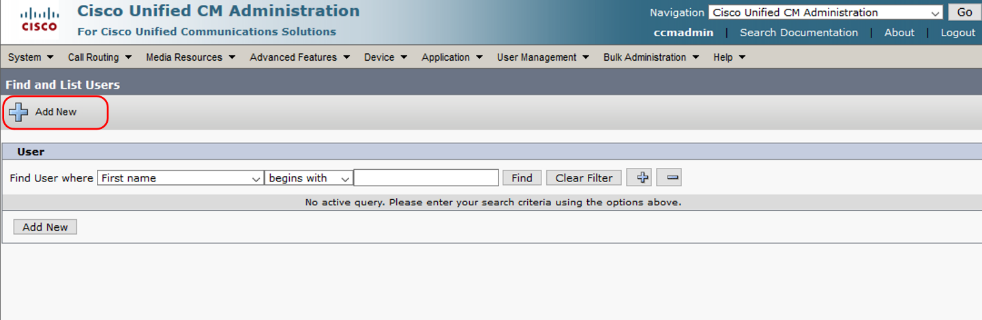 Cisco Unified CM Administration
Navigation Cisco Unified CM Administration Go
CISCO
For Cisco Unified Communications Solutions
ccmadmin | Search Documentation | About | Logout
System Call Routing Media Resources Advanced Features Device Application User Management Bulk Administration Help
Find and List Users
Add New
User
Find User where First name begins with Find Clear Filter
No active query. Please enter your search criteria using the options above.
Add New